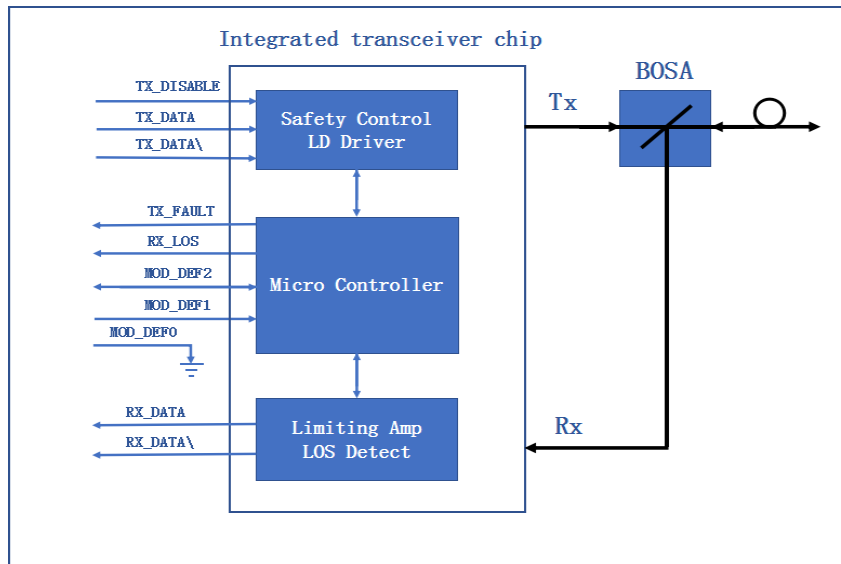 Integrated transceiver chip
BOSA
TX_DISABLE
TX_DATA
TX_DATA\
Safety Control
LD Driver
Tx
TX_FAULT
RX_LOS
MOD_DEF2
MOD_DEF1
MOD_DEF0
Micro Controller
RX_DATA
RX_DATA\
Limiting Amp
LOS Detect
Rx